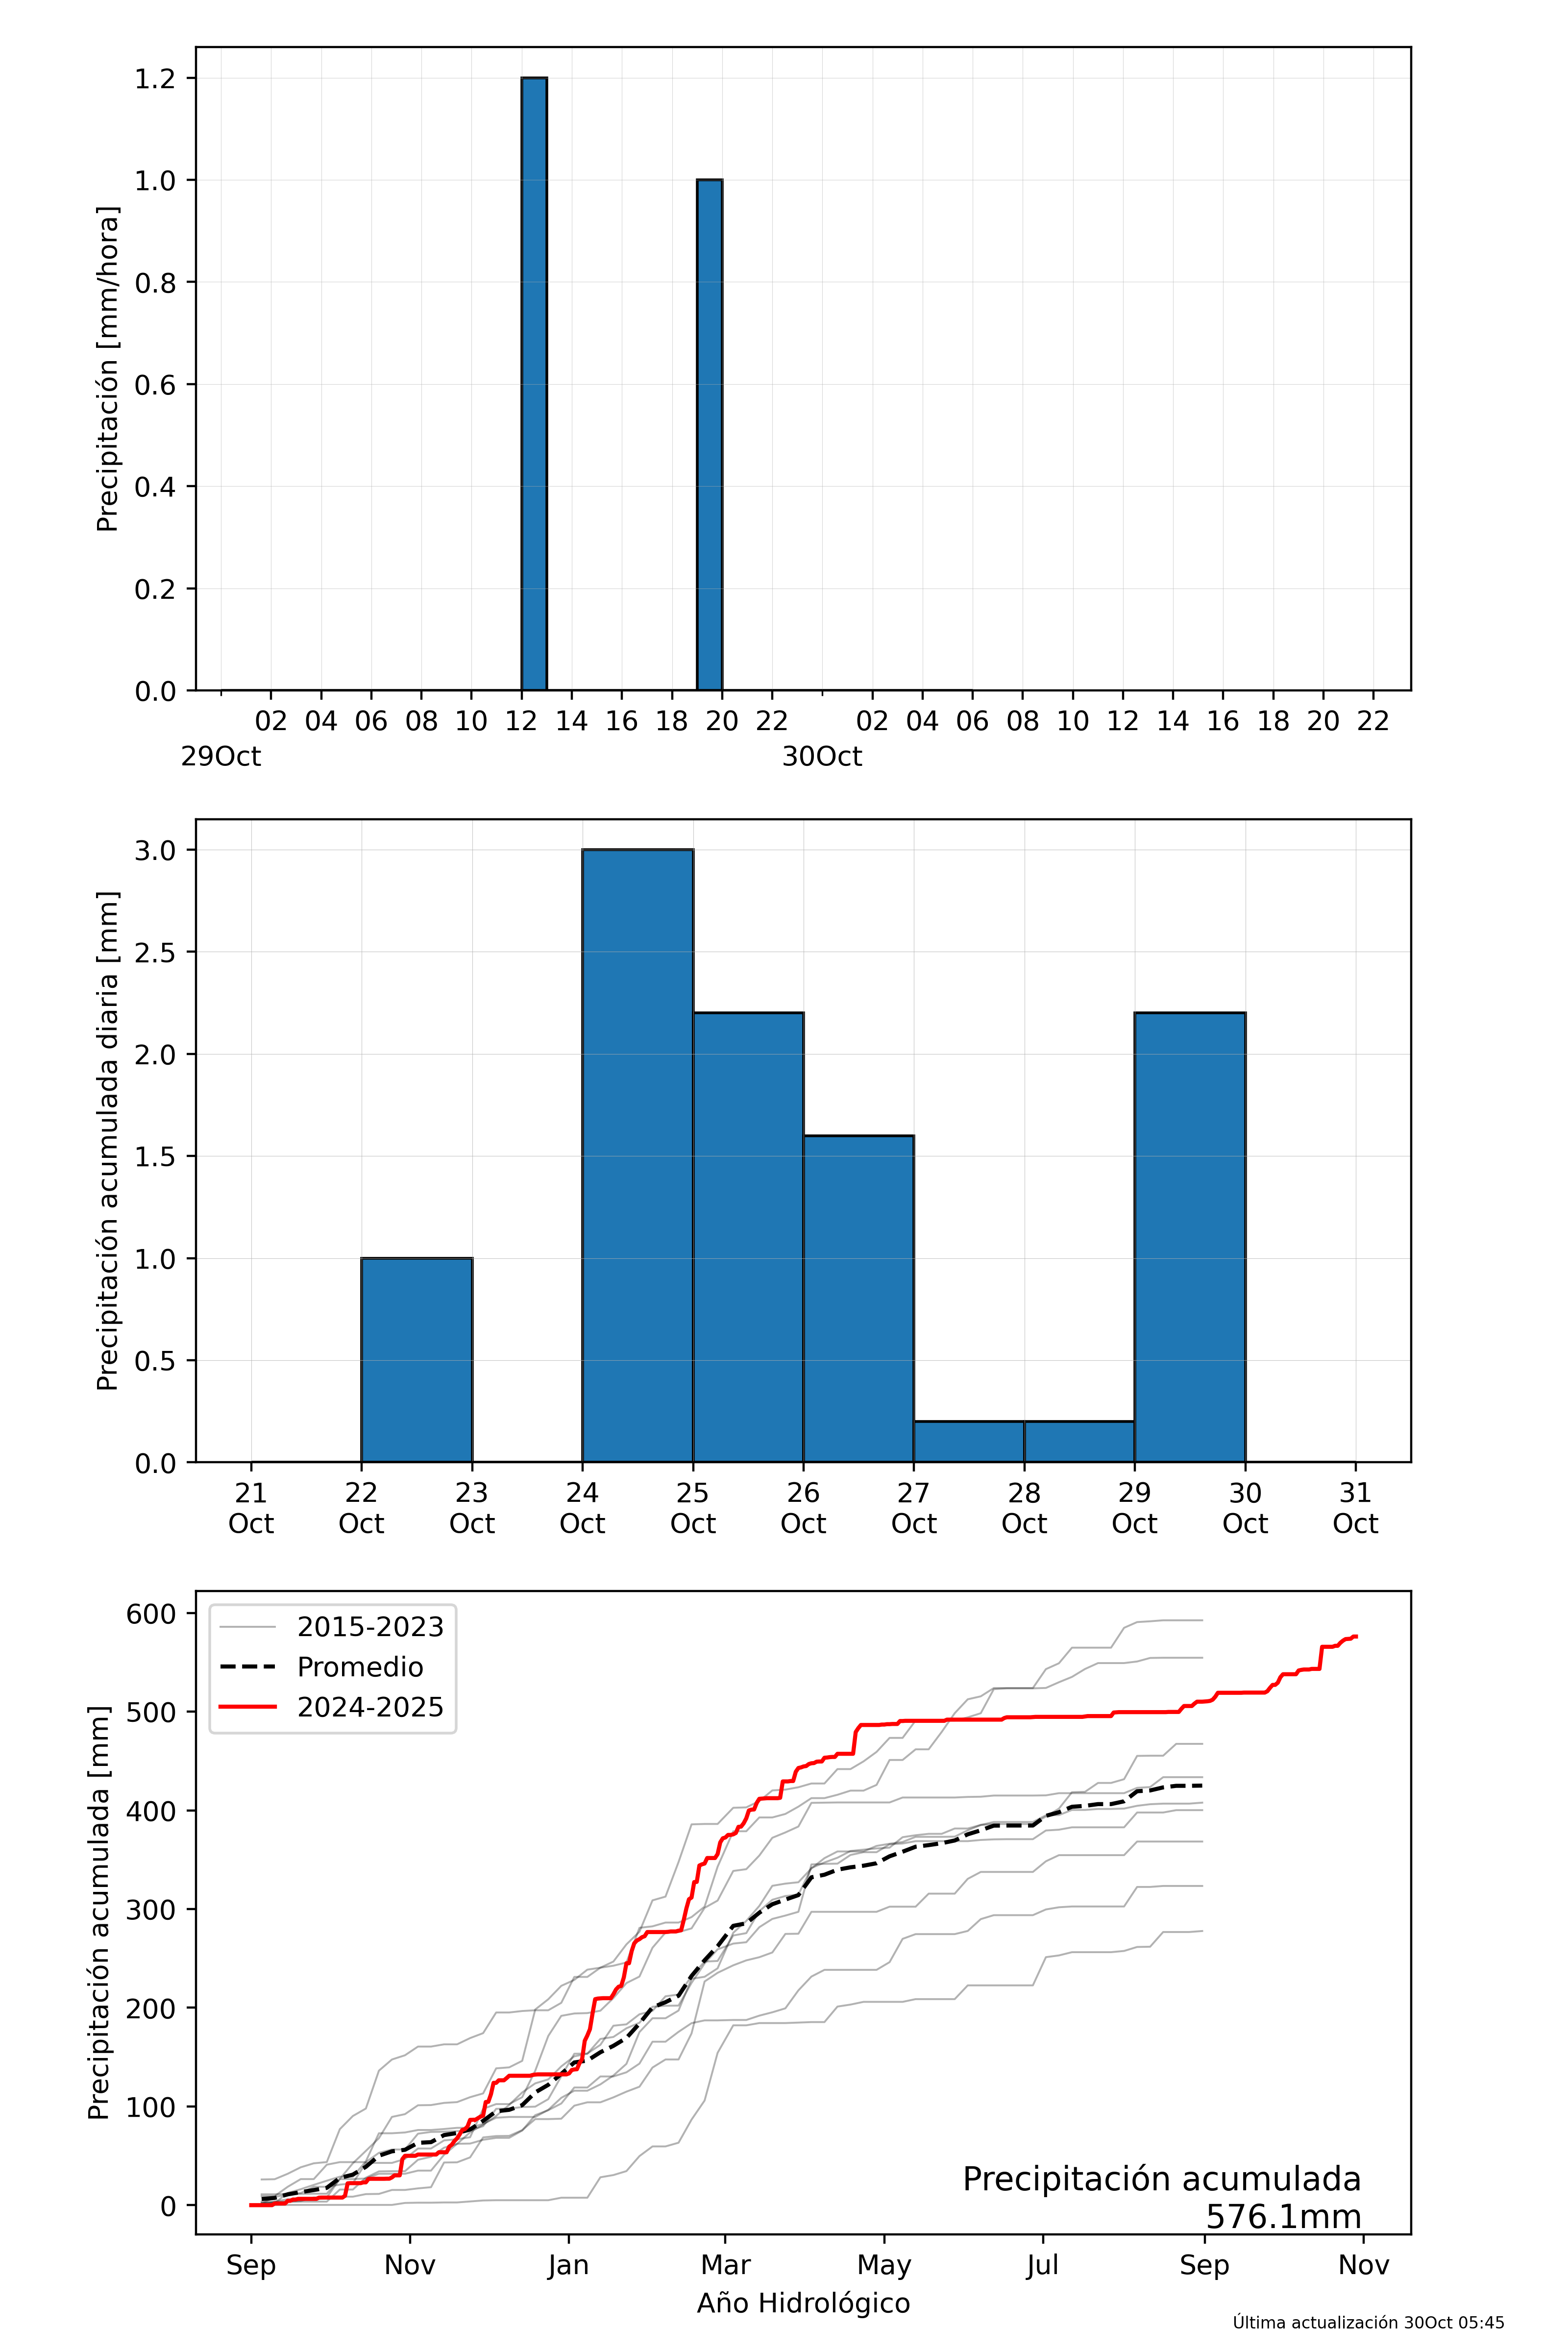 Precipitación [mm/hora]
1.2
1.0
0.8
0.6
0.4
0.2
0.0
02 04 06 08 10 12 14 16 18 20 22 02 04 06 08 10 12 14 16 18 20 22
29Oct 30Oct
Precipitación acumulada diaria [mm]
3.0
2.5
2.0
1.5
1.0
0.5
0.0
21 22 23 24 25 26 27 28 29 30 31
Oct Oct Oct Oct Oct Oct Oct Oct Oct Oct Oct
Precipitación acumulada [mm]
600
500
400
300
200
100
0
2015-2023
Promedio
2024-2025
Precipitación acumulada
576.1mm
Sep Nov Jan Mar May Jul Sep Nov
Año Hidrológico
Última actualización 30Oct 05:45